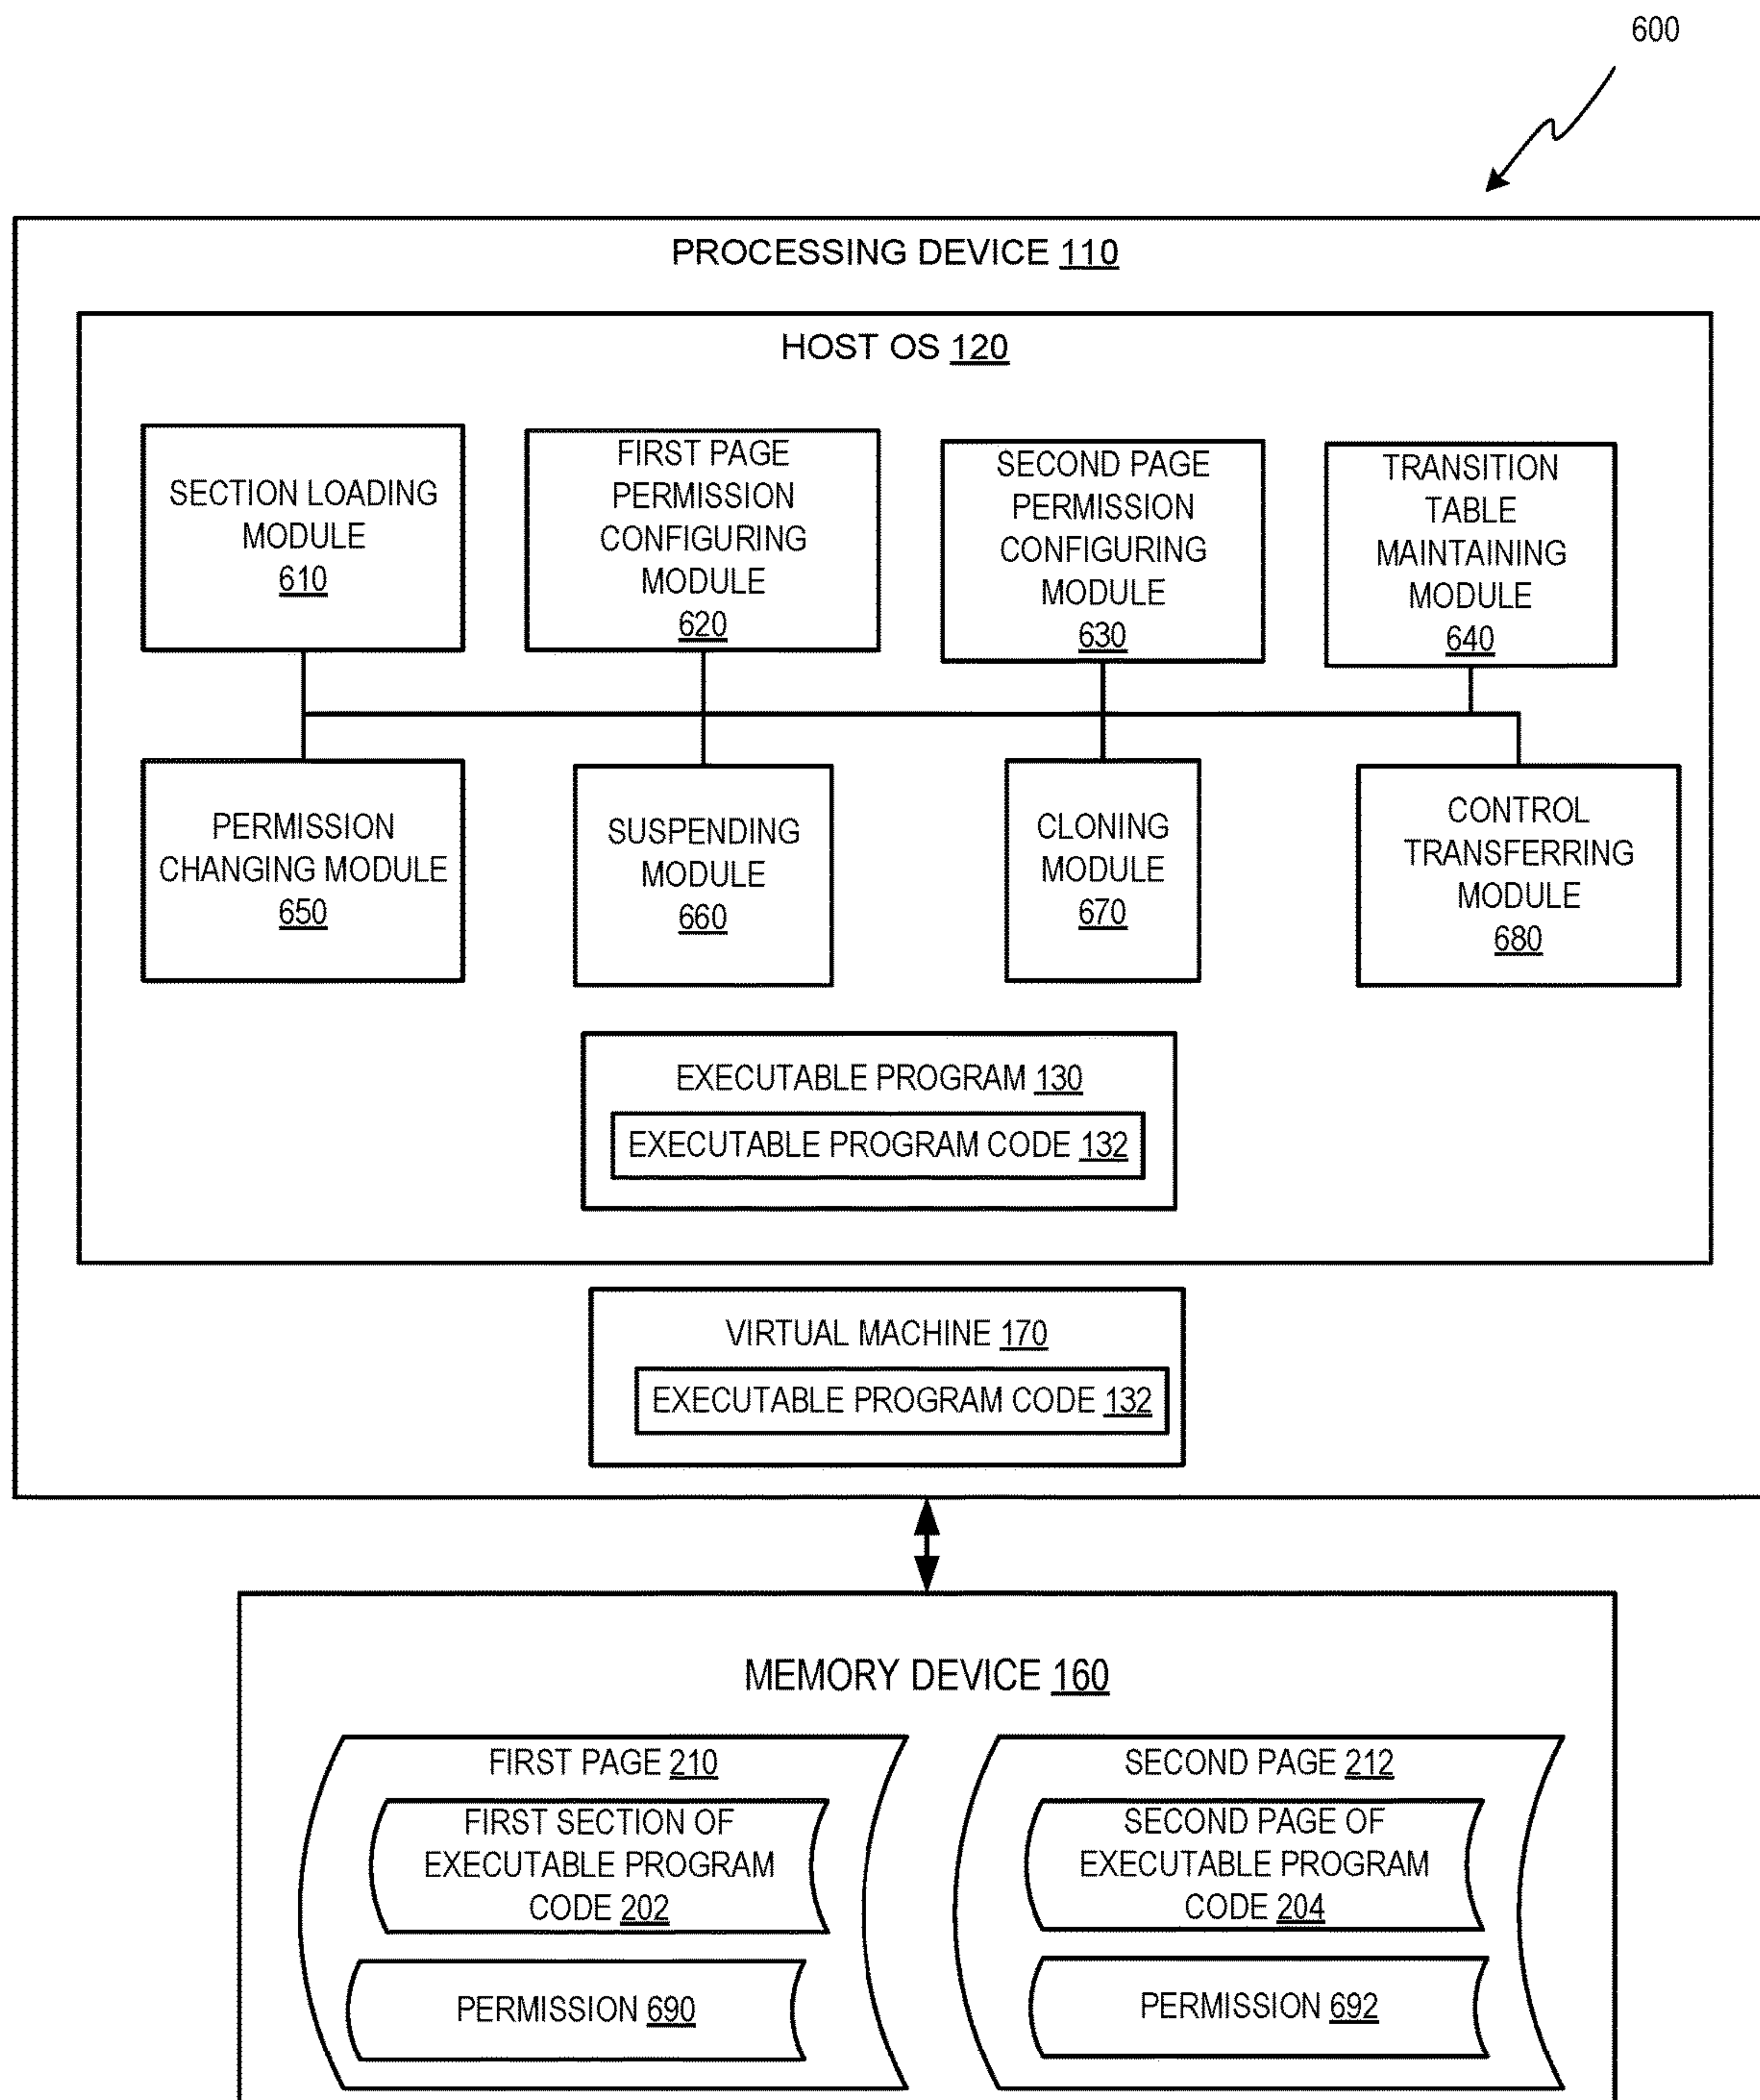 600
PROCESSING DEVICE 110
HOST OS 120
SECTION LOADING
MODULE
610
FIRST PAGE
PERMISSION
CONFIGURING
MODULE
620
SECOND PAGE
PERMISSION
CONFIGURING
MODULE
630
TRANSITION
TABLE
MAINTAINING
MODULE
640
PERMISSION
CHANGING MODULE
650
SUSPENDING
MODULE
660
CLONING
MODULE
670
CONTROL
TRANSFERRING
MODULE
680
EXECUTABLE PROGRAM 130
EXECUTABLE PROGRAM CODE 132
VIRTUAL MACHINE 170
EXECUTABLE PROGRAM CODE 132
MEMORY DEVICE 160
FIRST PAGE 210
FIRST SECTION OF
EXECUTABLE PROGRAM
CODE 202
PERMISSION 690
SECOND PAGE 212
SECOND PAGE OF
EXECUTABLE PROGRAM
CODE 204
PERMISSION 692